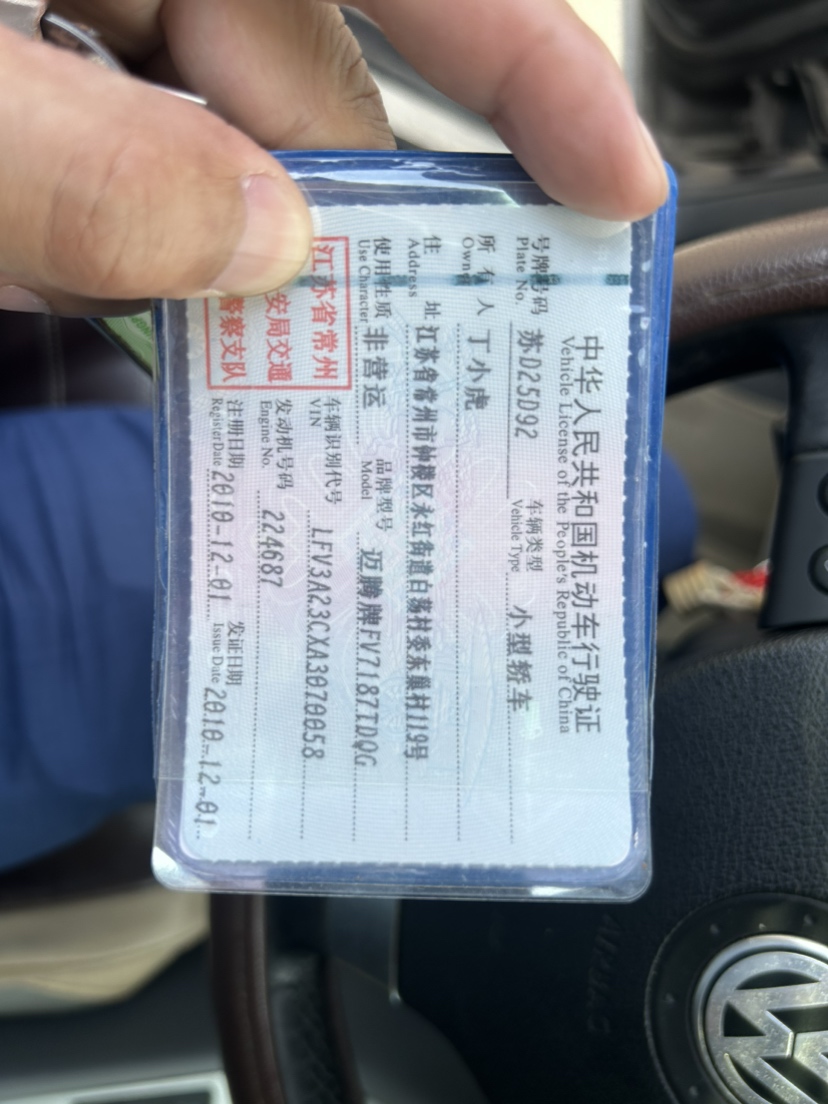 中华人民共和国机动车行驶证
Vehicle License of the People's Republic of China
号牌号码 苏D25D92 车辆类型 小型轿车
Plate No. Vehicle Type
所有人 丁小虎
Owner
住址 江苏省常州市钟楼区永红街道白荡村委东巢村119号
Address
使用性质 非营运 品牌型号 迈腾牌FV7187TDQG
Use Character Model
江苏省常州
安局交通
警察支队
车辆识别代号 LFV3A23CXA3070058
VIN
发动机号码 224687
Engine No.
注册日期 2010-12-01 发证日期 2010-12-01
Register Date Issue Date